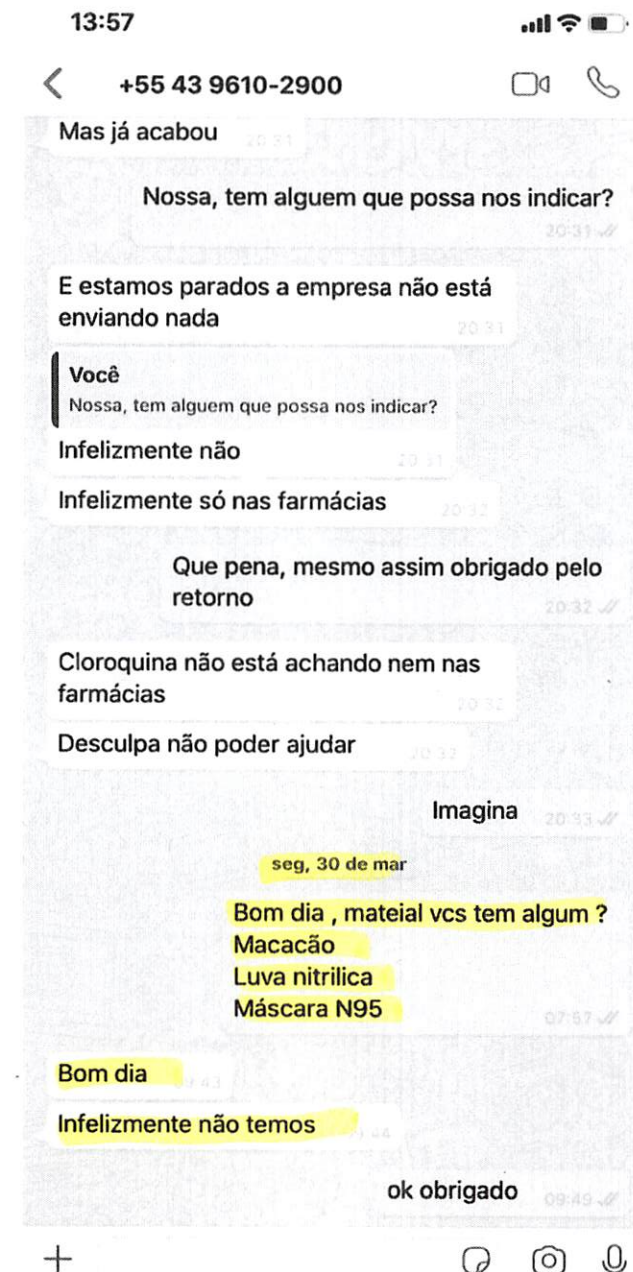 13:57
+55 43 9610-2900
Mas já acabou
20:31
Nossa, tem alguem que possa nos indicar?
20:31
E estamos parados a empresa não está
enviando nada
20:31
Você
Nossa, tem alguem que possa nos indicar?
Infelizmente não
20:31
Infelizmente só nas farmácias
20:32
Que pena, mesmo assim obrigado pelo
retorno
20:32
Cloroquina não está achando nem nas
farmácias
20:32
Desculpa não poder ajudar
20:32
Imagina
20:33
seg, 30 de mar
Bom dia , mateial vcs tem algum ?
Macacão
Luva nitrilica
Máscara N95
07:57
Bom dia
Infelizmente não temos
ok obrigado
09:49